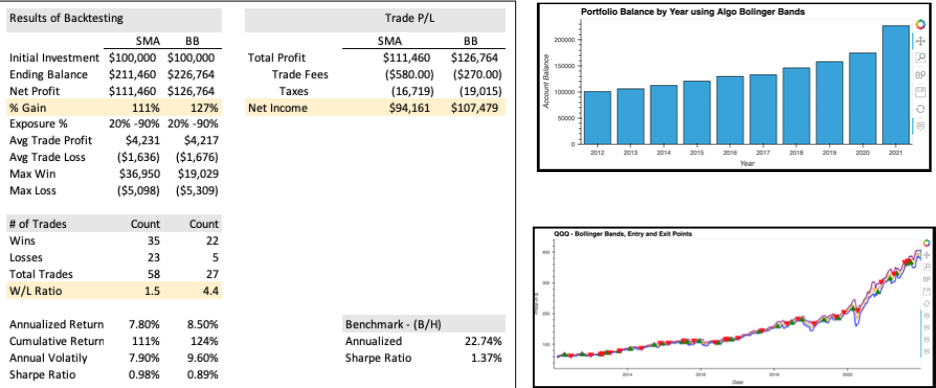 Results of Backtesting
SMA BB
Initial Investment $100,000 $100,000
Ending Balance $211,460 $226,764
Net Profit $111,460 $126,764
% Gain 111% 127%
Exposure % 20% -90% 20% -90%
Avg Trade Profit $4,231 $4,217
Avg Trade Loss ($1,636) ($1,676)
Max Win $36,950 $19,029
Max Loss ($5,098) ($5,309)
# of Trades Count Count
Wins 35 22
Losses 23 5
Total Trades 58 27
W/L Ratio 1.5 4.4
Annualized Return 7.80% 8.50%
Cumulative Return 111% 124%
Annual Volatily 7.90% 9.60%
Sharpe Ratio 0.98% 0.89%
Trade P/L
SMA BB
Total Profit $111,460 $126,764
Trade Fees ($580.00) ($270.00)
Taxes (16,719) (19,015)
Net Income $94,161 $107,479
Benchmark - (B/H)
Annualized 22.74%
Sharpe Ratio 1.37%
Portfolio Balance by Year using Algo Bolinger Bands
Account Balance
200000
150000
100000
50000
0
2012 2013 2014 2015 2016 2017 2018 2019 2020 2021
Year
QQQ - Bollinger Bands, Entry and Exit Points
400
300
200
100
2014 2016 2018 2020
Date